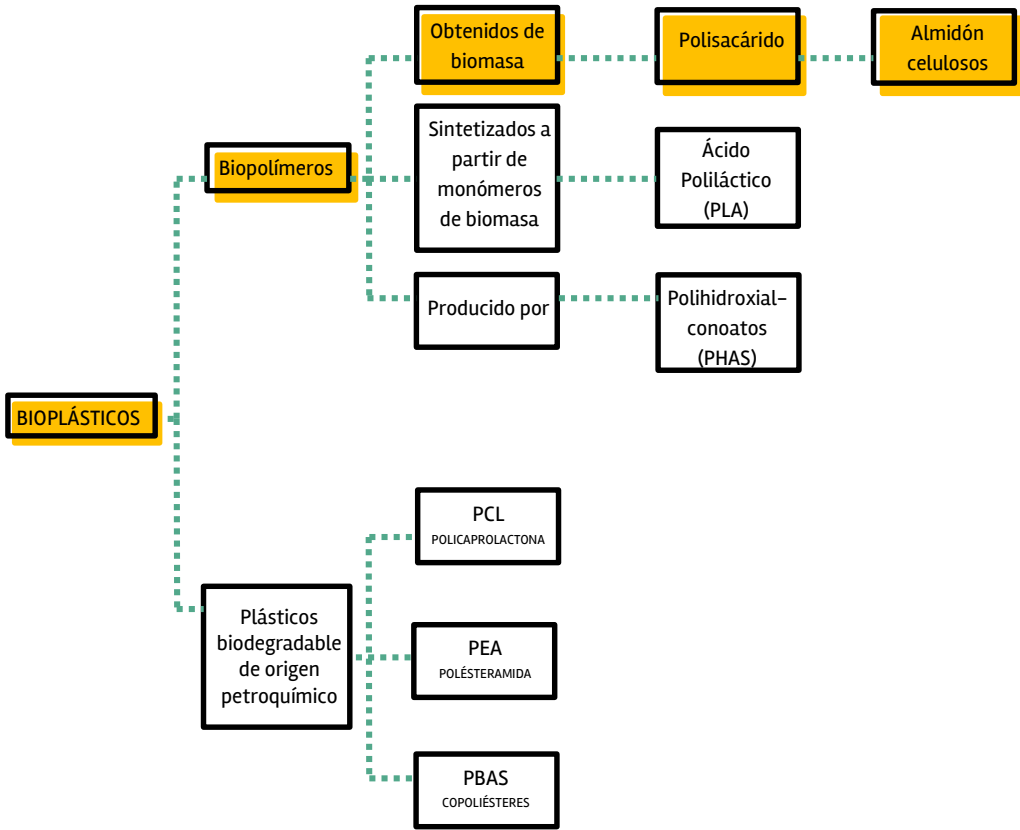 BIOPLÁSTICOS
Biopolímeros
Obtenidos de
biomasa
Polisacárido
Almidón
celulosos
Sintetizados a
partir de
monómeros
de biomasa
Ácido
Poliláctico
(PLA)
Producido por
Polihidroxial-
conoatos
(PHAS)
Plásticos
biodegradable
de origen
petroquímico
PCL
POLICAPROLACTONA
PEA
POLÉSTERAMIDA
PBAS
COPOLIÉSTERES